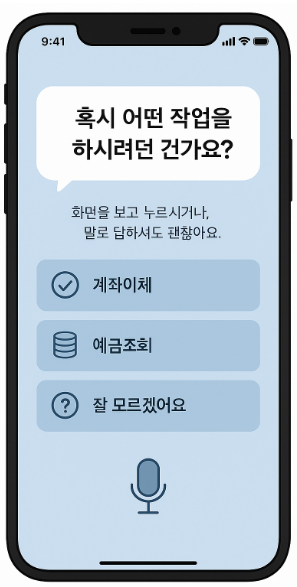 9:41
혹시 어떤 작업을
하시려던 건가요?
화면을 보고 누르시거나,
말로 답하셔도 괜찮아요.
계좌이체
예금조회
잘 모르겠어요